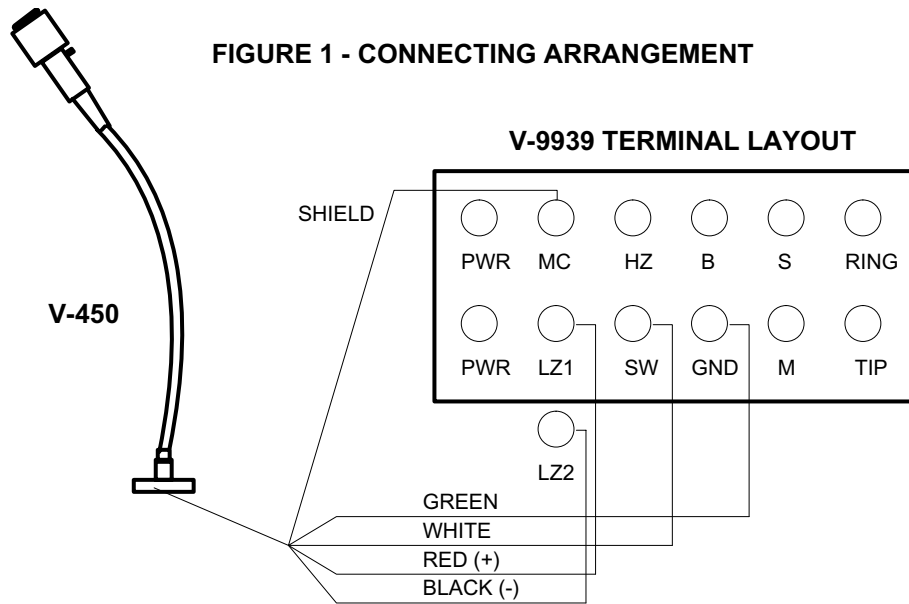 FIGURE 1 - CONNECTING ARRANGEMENT
V-9939 TERMINAL LAYOUT
SHIELD
PWR MC HZ B S RING
V-450
PWR LZ1 SW GND M TIP
LZ2
GREEN
WHITE
RED (+)
BLACK (-)